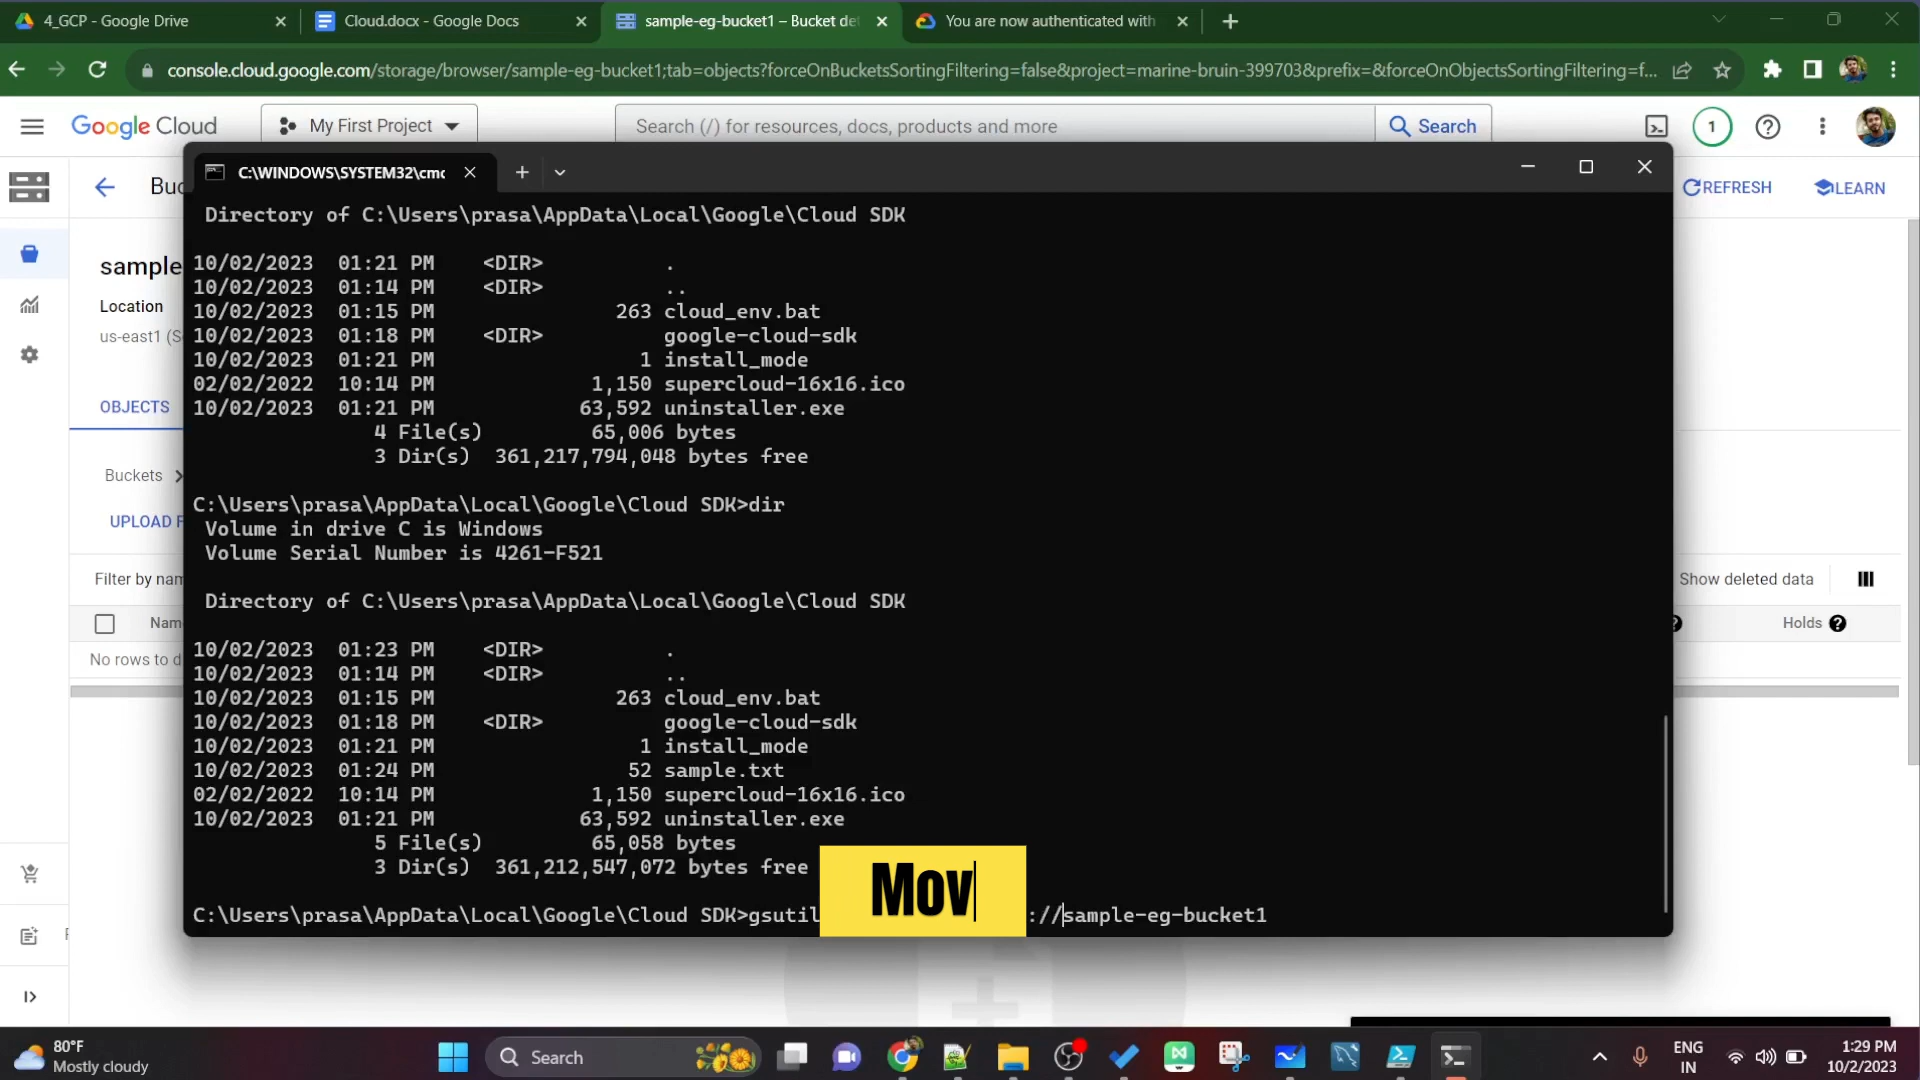 4_GCP - Google Drive
Cloud.docx - Google Docs
sample-eg-bucket1 – Bucket det
You are now authenticated with
console.cloud.google.com/storage/browser/sample-eg-bucket1;tab=objects?forceOnBucketsSortingFiltering=false&project=marine-bruin-399703&prefix=&forceOnObjectsSortingFiltering=f...
Google Cloud
My First Project
Search (/) for resources, docs, products and more
Search
1
C:\WINDOWS\SYSTEM32\cmc
Buc
REFRESH
LEARN
sample
Location
us-east1 (S
OBJECTS
Buckets
UPLOAD F
Filter by nam
Show deleted data
Nam
Holds
No rows to d
Directory of C:\Users\prasa\AppData\Local\Google\Cloud SDK
10/02/2023 01:21 PM <DIR> .
10/02/2023 01:14 PM <DIR> ..
10/02/2023 01:15 PM 263 cloud_env.bat
10/02/2023 01:18 PM <DIR> google-cloud-sdk
10/02/2023 01:21 PM 1 install_mode
02/02/2022 10:14 PM 1,150 supercloud-16x16.ico
10/02/2023 01:21 PM 63,592 uninstaller.exe
4 File(s) 65,006 bytes
3 Dir(s) 361,217,794,048 bytes free
C:\Users\prasa\AppData\Local\Google\Cloud SDK>dir
Volume in drive C is Windows
Volume Serial Number is 4261-F521
Directory of C:\Users\prasa\AppData\Local\Google\Cloud SDK
10/02/2023 01:23 PM <DIR> .
10/02/2023 01:14 PM <DIR> ..
10/02/2023 01:15 PM 263 cloud_env.bat
10/02/2023 01:18 PM <DIR> google-cloud-sdk
10/02/2023 01:21 PM 1 install_mode
10/02/2023 01:24 PM 52 sample.txt
02/02/2022 10:14 PM 1,150 supercloud-16x16.ico
10/02/2023 01:21 PM 63,592 uninstaller.exe
5 File(s) 65,058 bytes
3 Dir(s) 361,212,547,072 bytes free
Mov
C:\Users\prasa\AppData\Local\Google\Cloud SDK>gsutil ://sample-eg-bucket1
80°F
Mostly cloudy
Search
ENG
IN
1:29 PM
10/2/2023